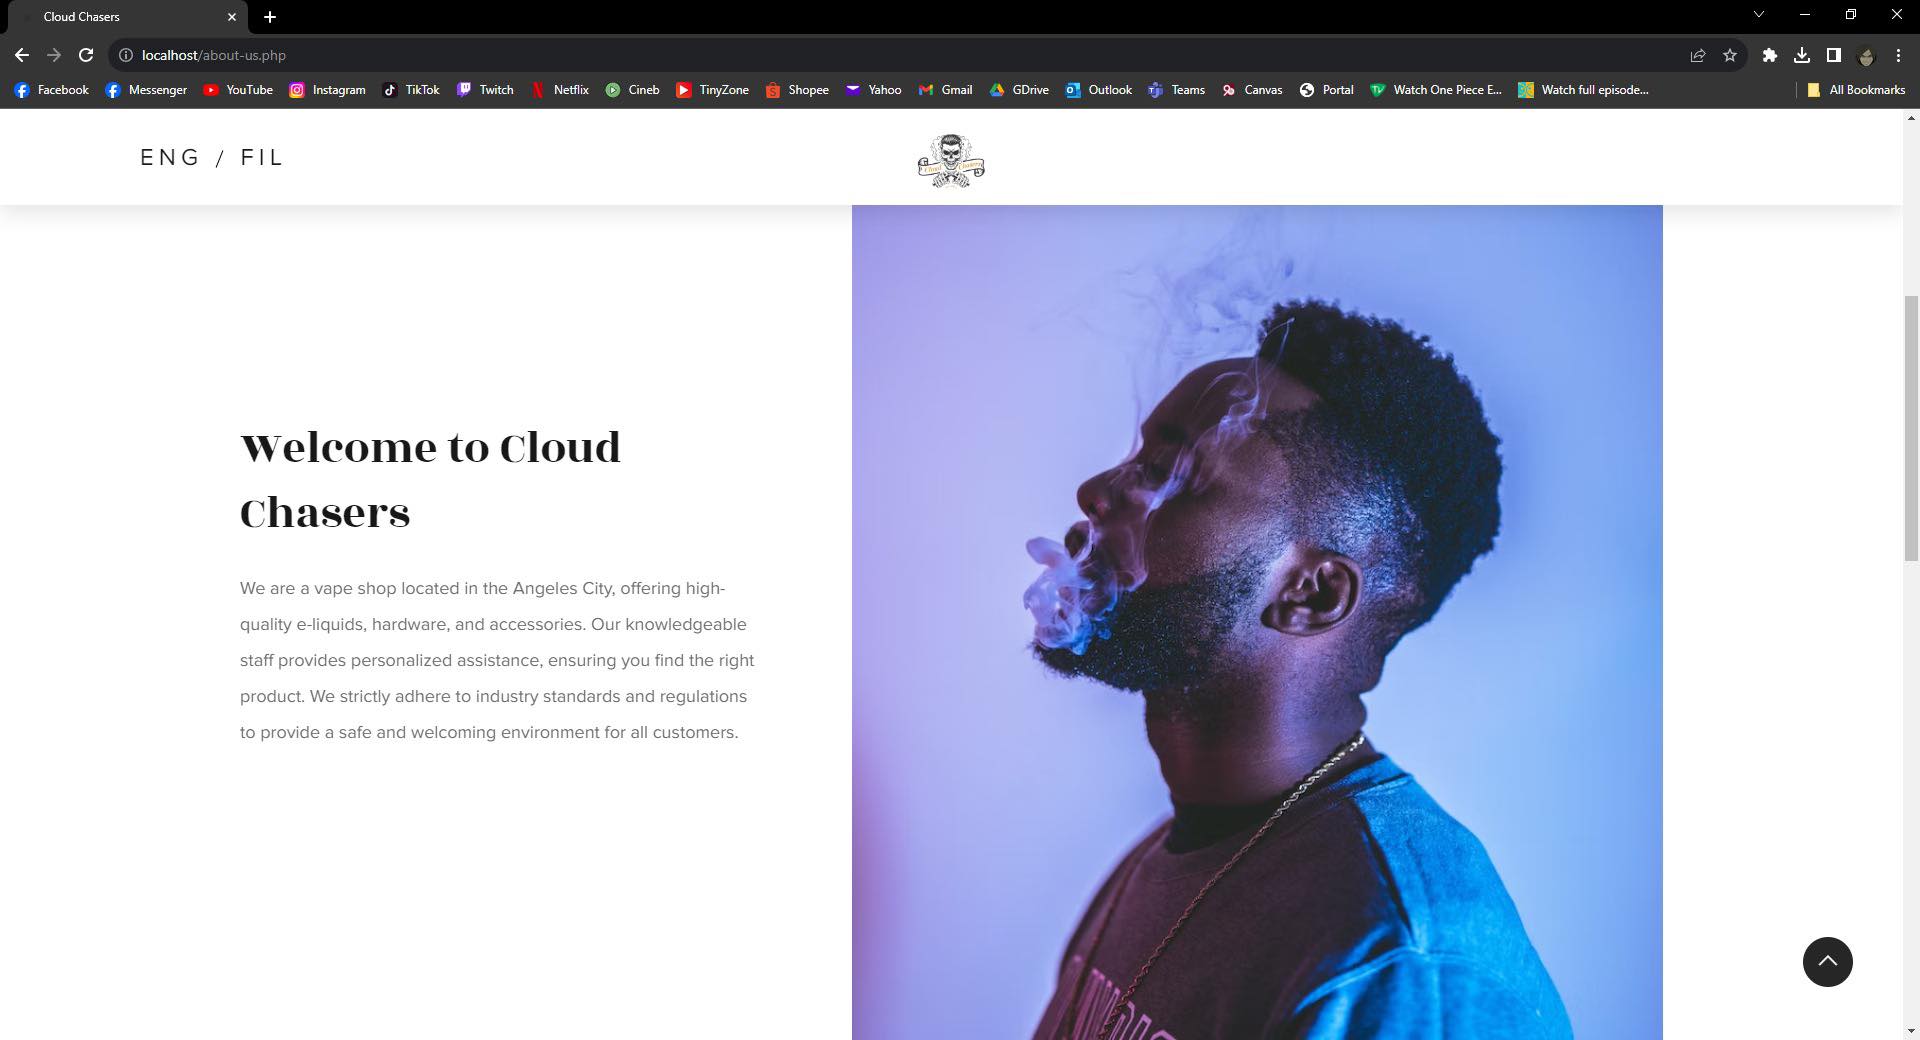 Cloud Chasers
localhost/about-us.php
Facebook Messenger YouTube Instagram TikTok Twitch Netflix Cineb TinyZone Shopee Yahoo Gmail GDrive Outlook Teams Canvas Portal Watch One Piece E... Watch full episode... All Bookmarks
ENG / FIL
Cloud Chasers
Welcome to Cloud
Chasers
We are a vape shop located in the Angeles City, offering high-
quality e-liquids, hardware, and accessories. Our knowledgeable
staff provides personalized assistance, ensuring you find the right
product. We strictly adhere to industry standards and regulations
to provide a safe and welcoming environment for all customers.